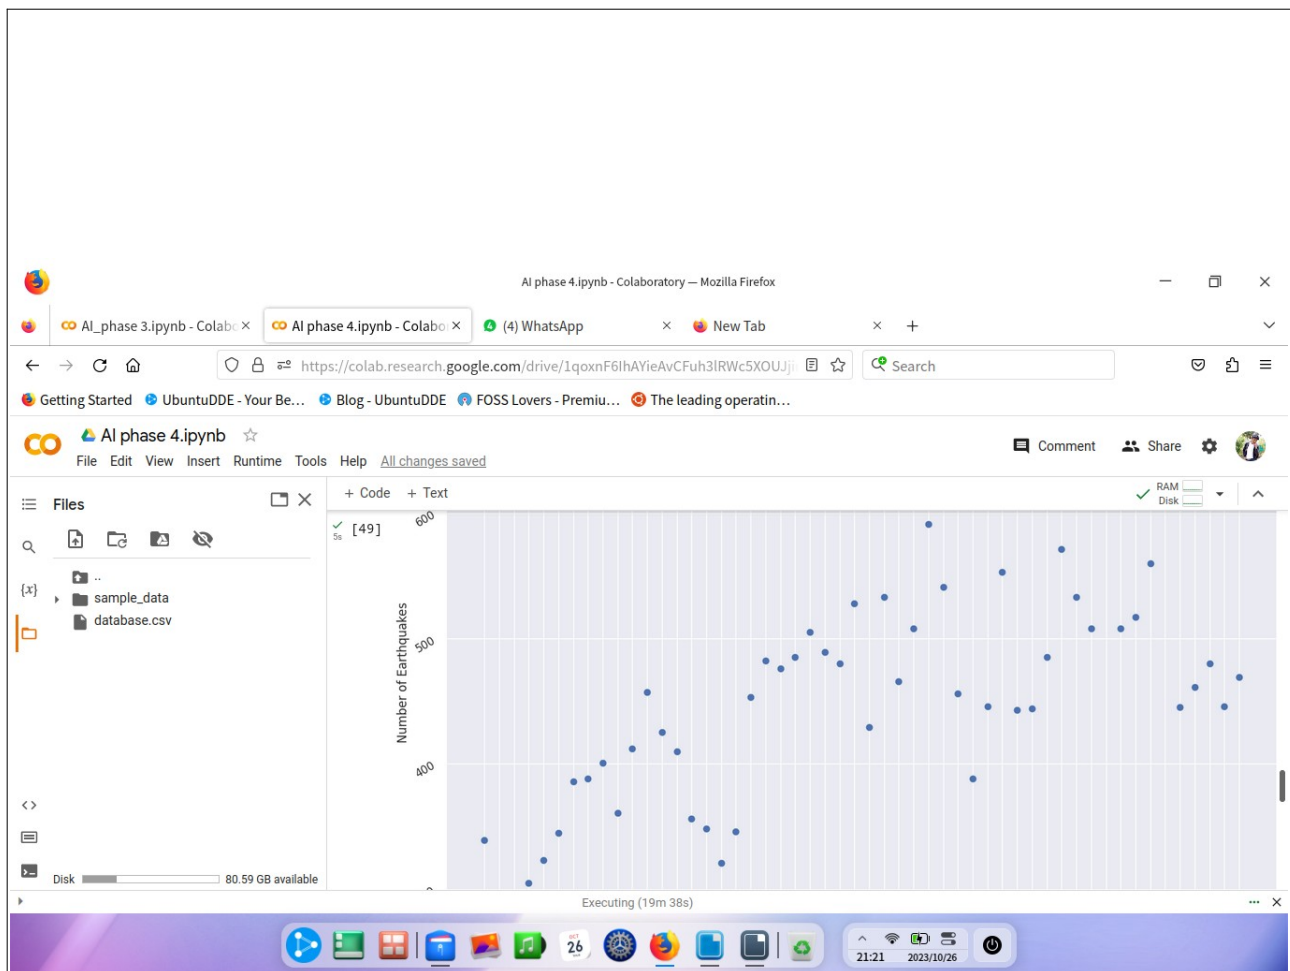 AI phase 4.ipynb - Colaboratory — Mozilla Firefox
AI_phase 3.ipynb - Colab
AI phase 4.ipynb - Colabo
(4) WhatsApp
New Tab
https://colab.research.google.com/drive/1qoxnF6IhAYieAvCFuh3lRWc5XOUJj
Search
Getting Started
UbuntuDDE - Your Be...
Blog - UbuntuDDE
FOSS Lovers - Premiu...
The leading operatin...
AI phase 4.ipynb
File Edit View Insert Runtime Tools Help All changes saved
Comment
Share
Files
+ Code + Text
RAM
Disk
{x}
..
sample_data
database.csv
[49]
5s
600
500
400
Number of Earthquakes
Disk
80.59 GB available
Executing (19m 38s)
OCT
26
21:21
2023/10/26